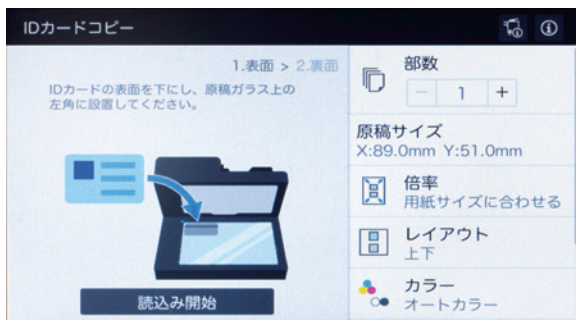 IDカードコピー
1.表面 > 2.裏面
IDカードの表面を下にし、原稿ガラス上の
左角に設置してください。
読込み開始
部数
− 1 +
原稿サイズ
X:89.0mm Y:51.0mm
倍率
用紙サイズに合わせる
レイアウト
上下
カラー
オートカラー